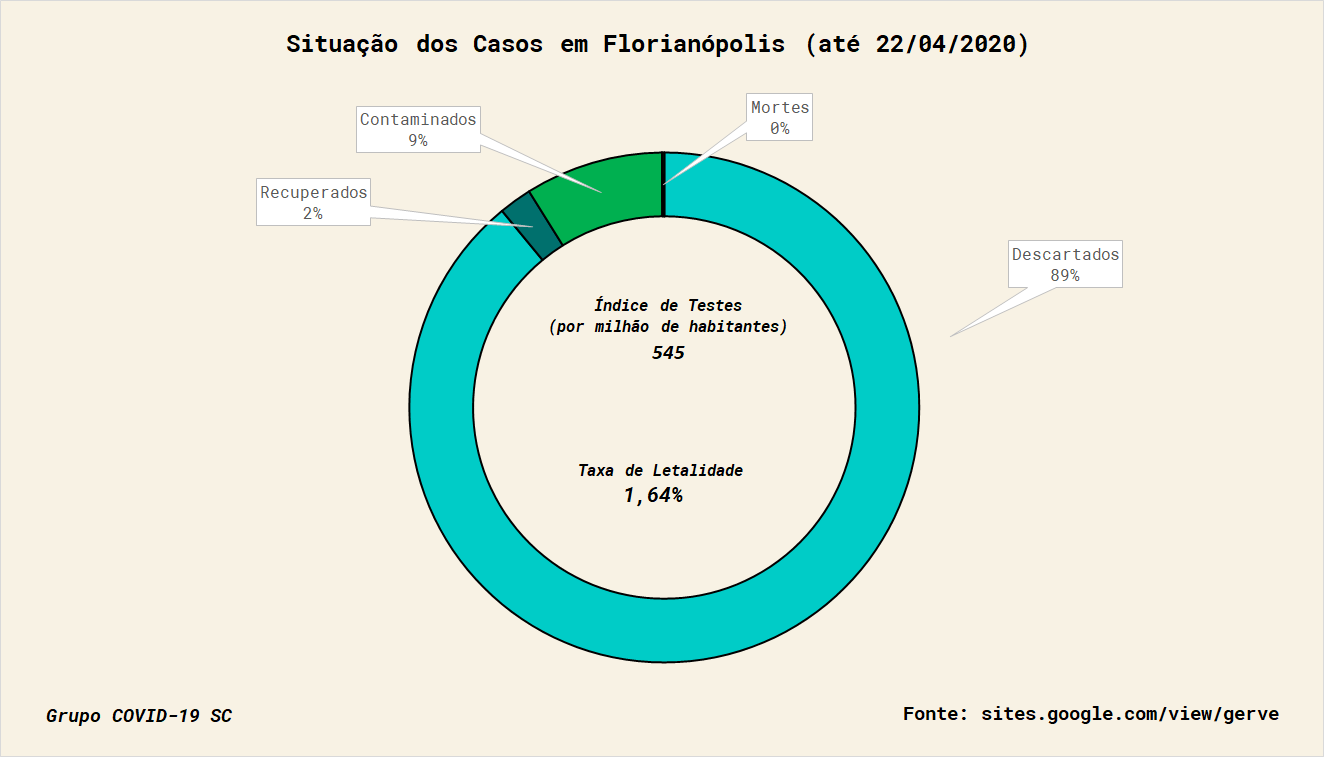 Situação dos Casos em Florianópolis (até 22/04/2020)
Mortes
0%
Contaminados
9%
Recuperados
2%
Descartados
89%
Índice de Testes
(por milhão de habitantes)
545
Taxa de Letalidade
1,64%
Grupo COVID-19 SC
Fonte: sites.google.com/view/gerve